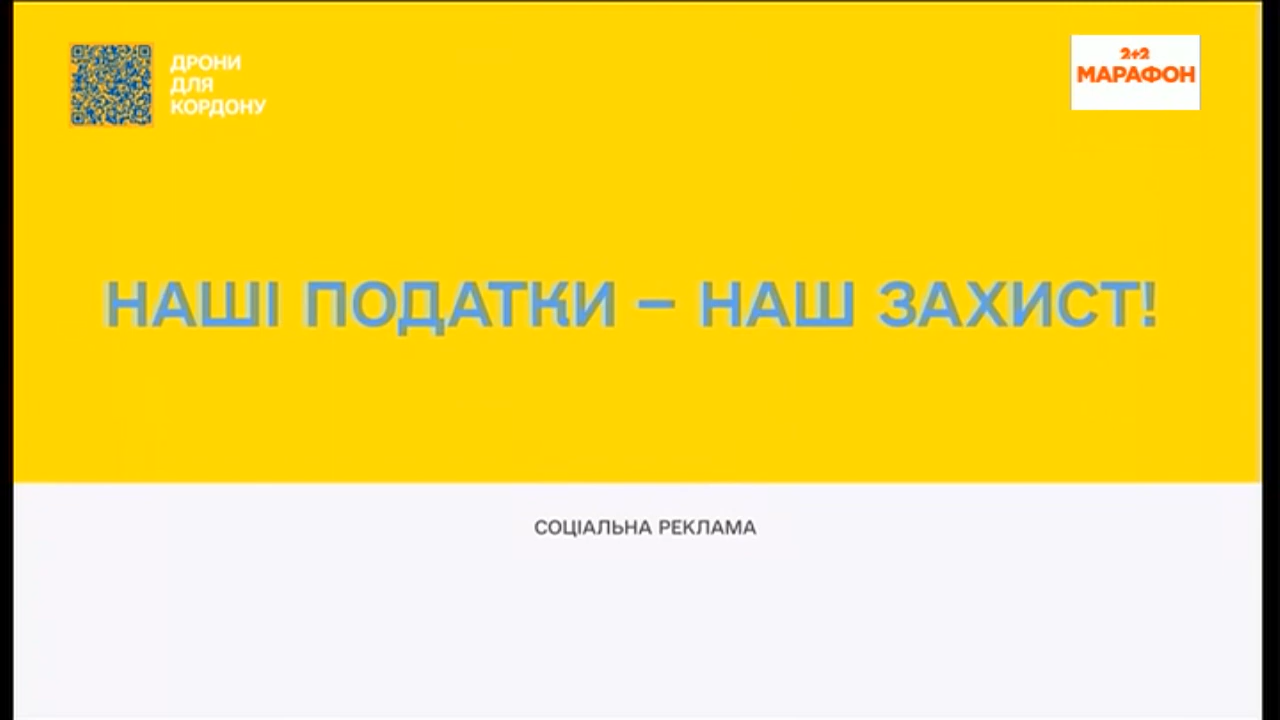 ДРОНИ
ДЛЯ
КОРДОНУ
2+2
МАРАФОН
НАШІ ПОДАТКИ – НАШ ЗАХИСТ!
СОЦІАЛЬНА РЕКЛАМА